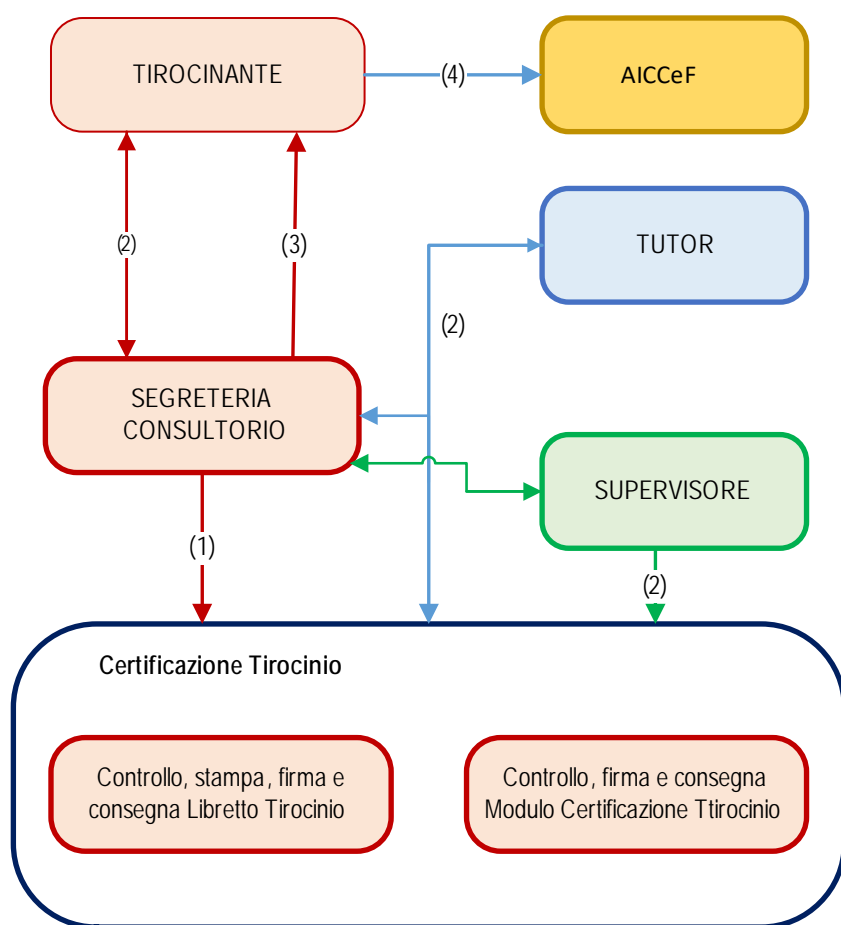 TIROCINANTE
(4)
AICCeF
(2)
(3)
TUTOR
(2)
SEGRETERIA
CONSULTORIO
SUPERVISORE
(1)
(2)
Certificazione Tirocinio
Controllo, stampa, firma e
consegna Libretto Tirocinio
Controllo, firma e consegna
Modulo Certificazione Ttirocinio